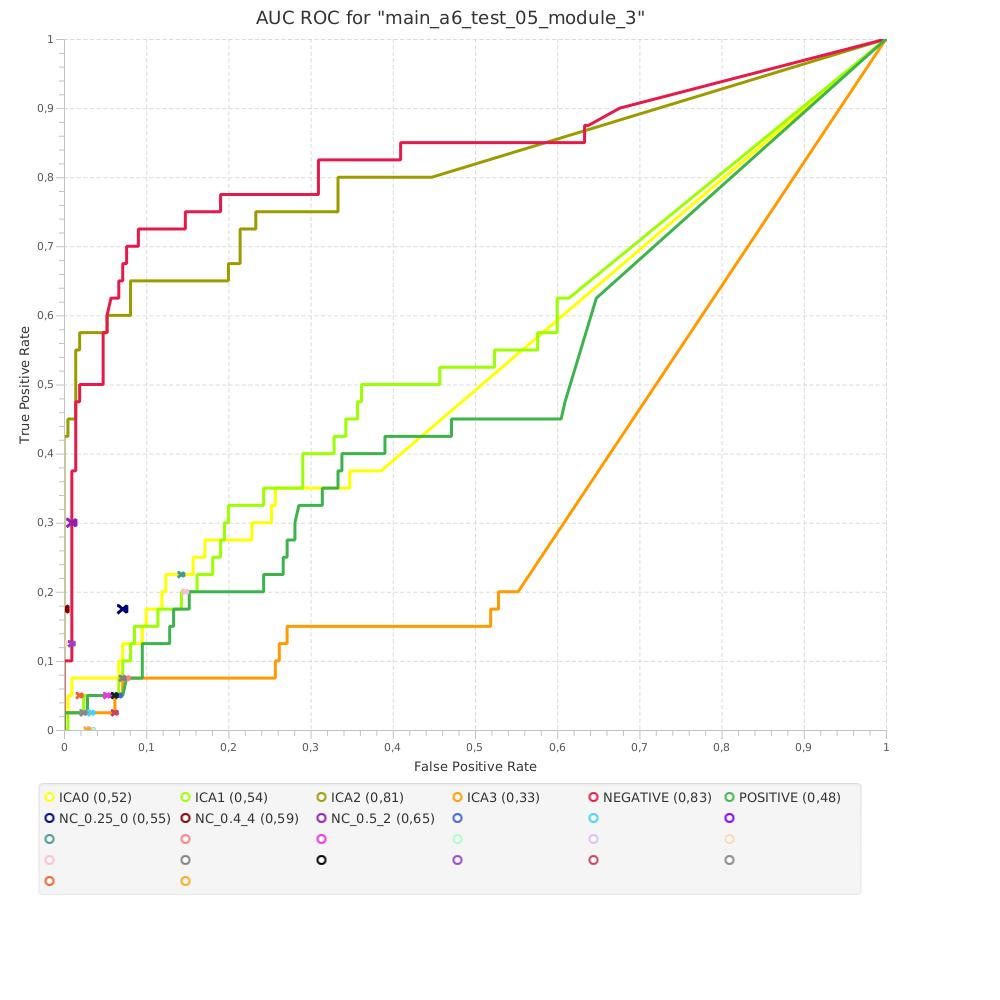 AUC ROC for "main_a6_test_05_module_3"
1
0,9
0,8
0,7
0,6
0,5
0,4
0,3
0,2
0,1
0
True Positive Rate
0 0,1 0,2 0,3 0,4 0,5 0,6 0,7 0,8 0,9 1
False Positive Rate
ICA0 (0,52) ICA1 (0,54) ICA2 (0,81) ICA3 (0,33) NEGATIVE (0,83) POSITIVE (0,48)
NC_0.25_0 (0,55) NC_0.4_4 (0,59) NC_0.5_2 (0,65)